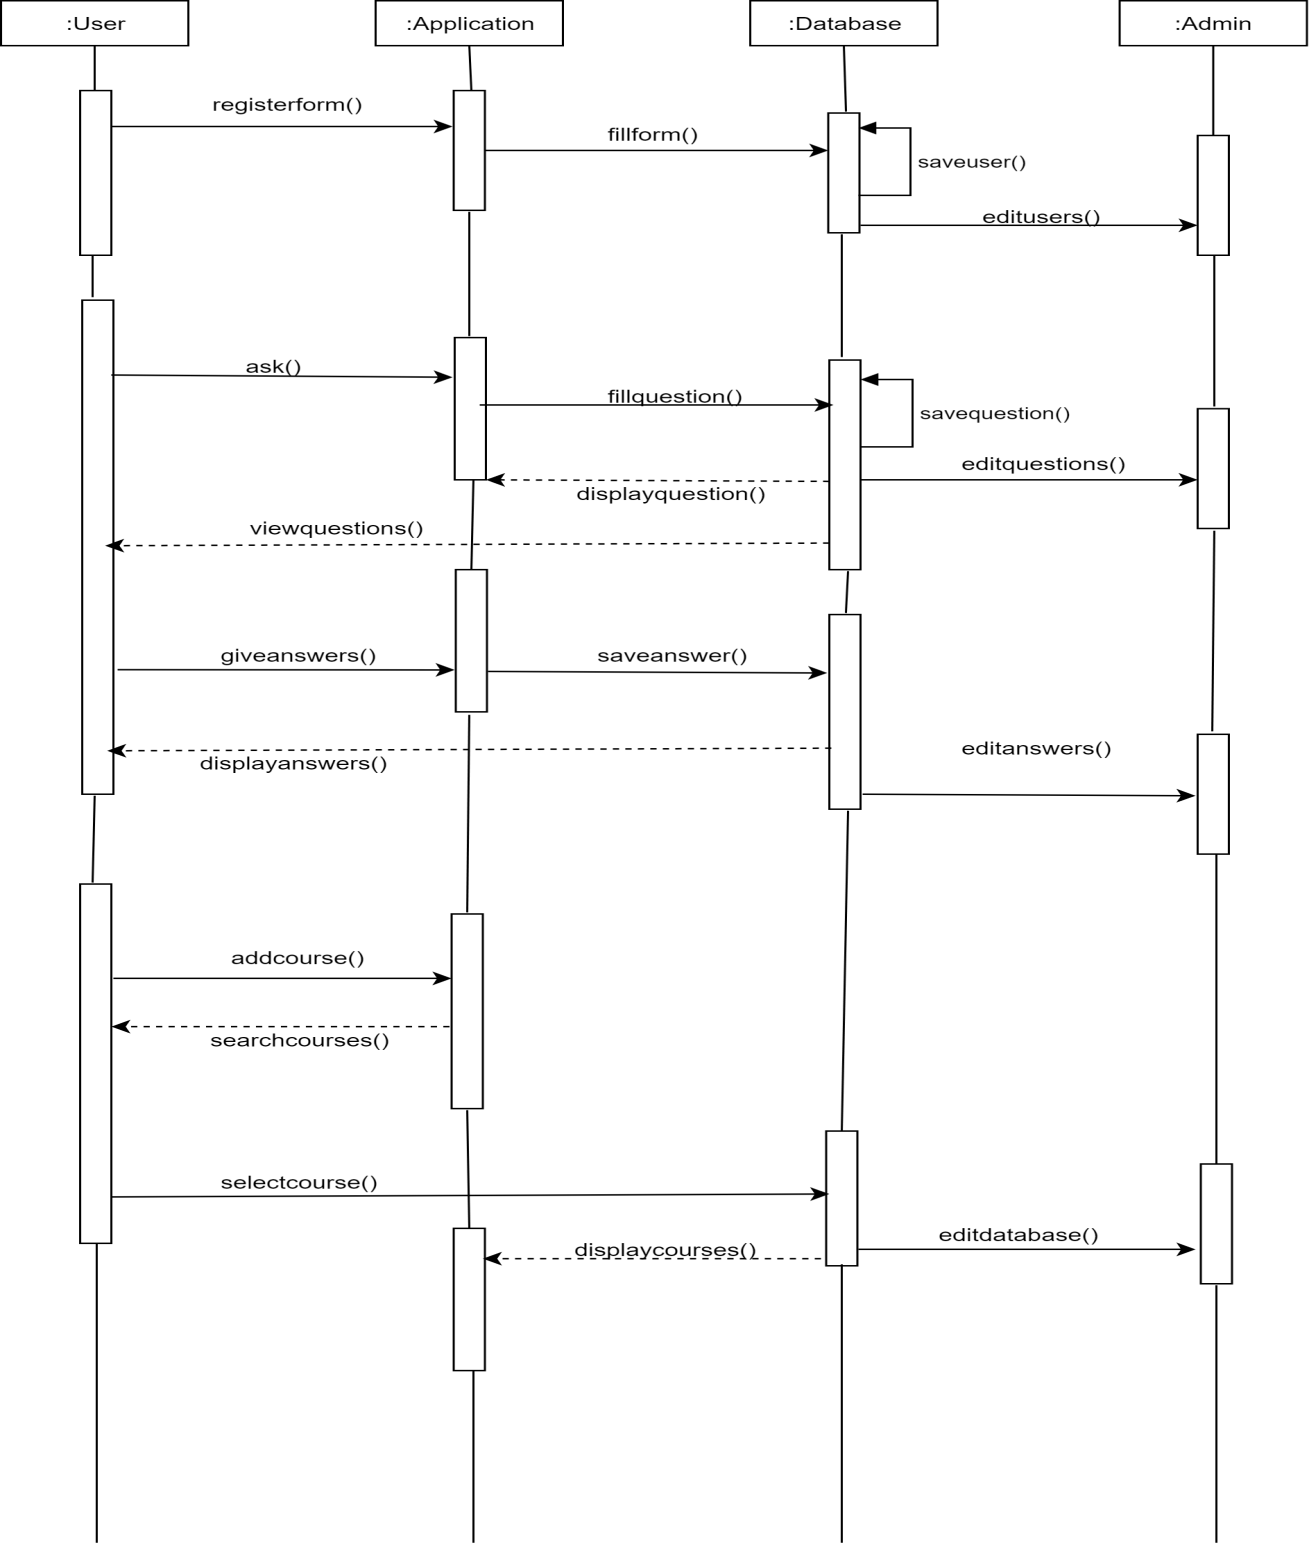 :User
:Application
:Database
:Admin
registerform()
fillform()
saveuser()
editusers()
ask()
fillquestion()
savequestion()
editquestions()
displayquestion()
viewquestions()
giveanswers()
saveanswer()
editanswers()
displayanswers()
addcourse()
searchcourses()
selectcourse()
editdatabase()
displaycourses()